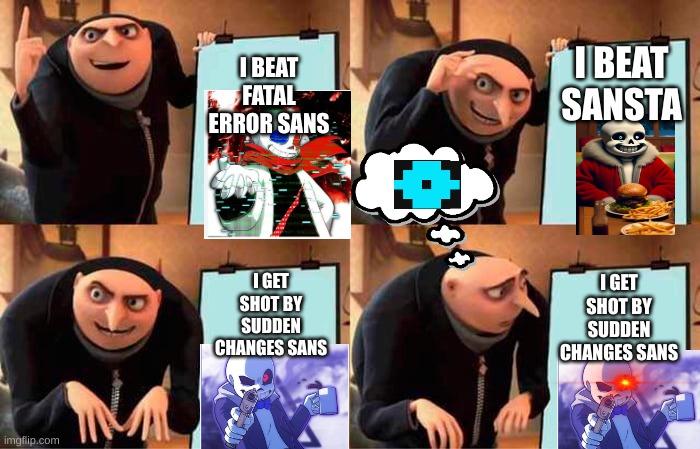 I BEAT
FATAL
ERROR SANS
I BEAT
SANSTA
I GET
SHOT BY
SUDDEN
CHANGES SANS
I GET
SHOT BY
SUDDEN
CHANGES SANS
imgflip.com